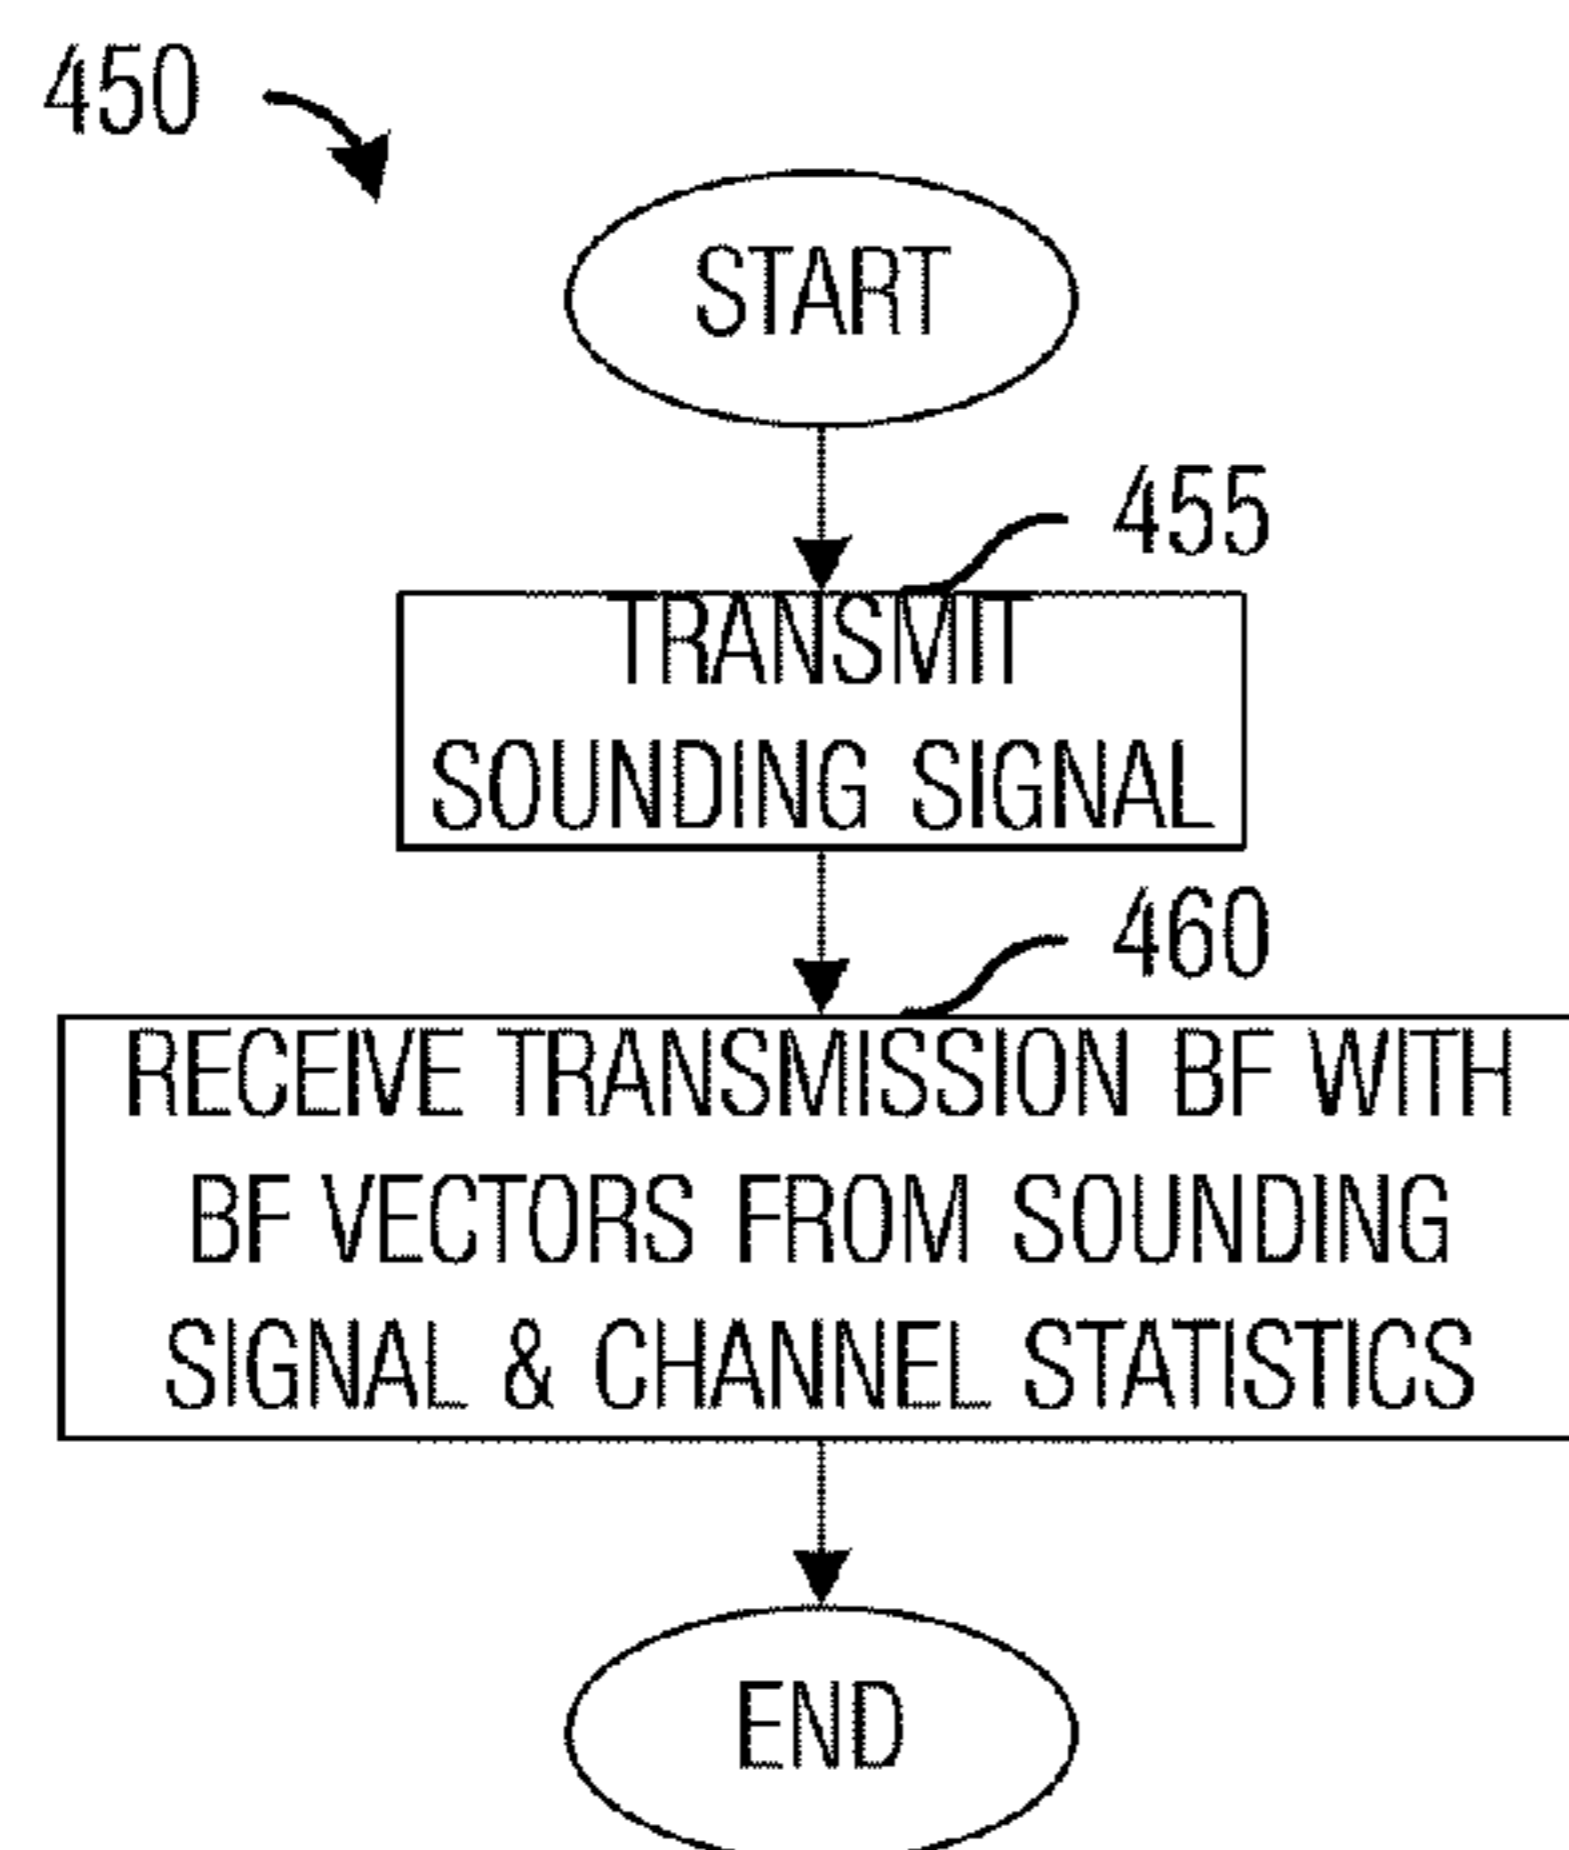 450
START
455
TRANSMIT
SOUNDING SIGNAL
460
RECEIVE TRANSMISSION BF WITH
BF VECTORS FROM SOUNDING
SIGNAL & CHANNEL STATISTICS
END